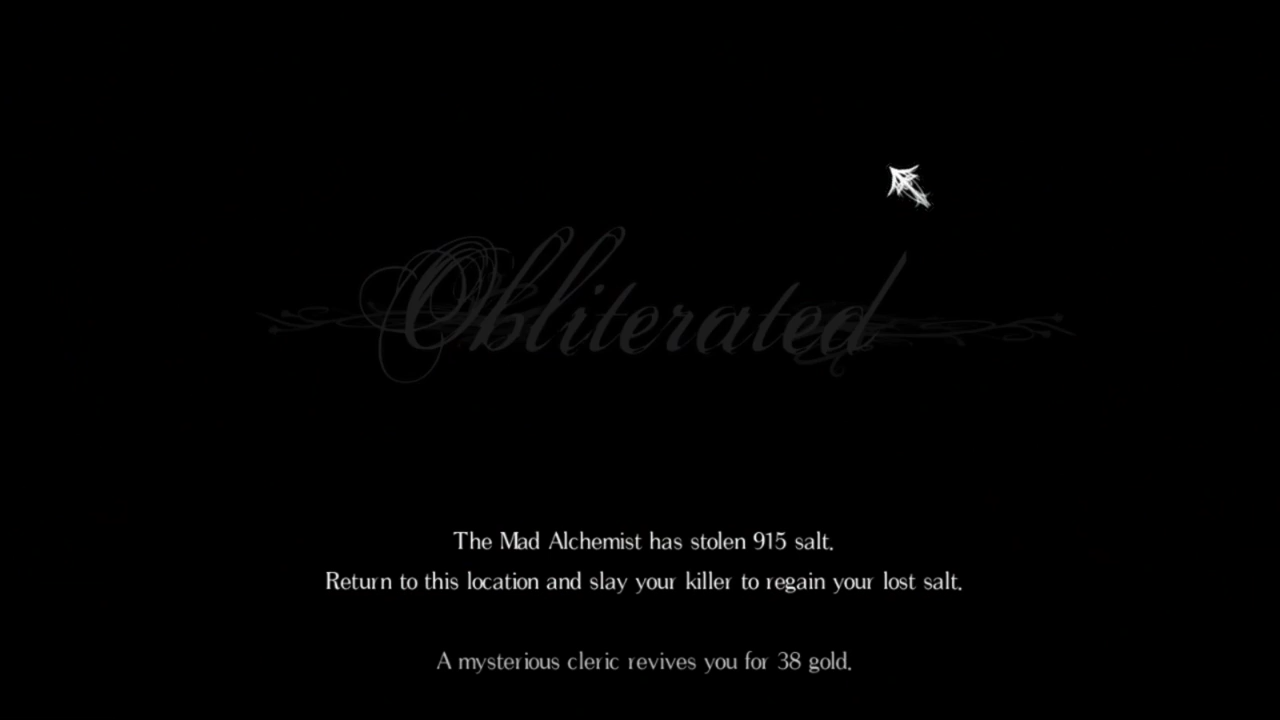 Obliterated
The Mad Alchemist has stolen 915 salt.
Return to this location and slay your killer to regain your lost salt.
A mysterious cleric revives you for 38 gold.